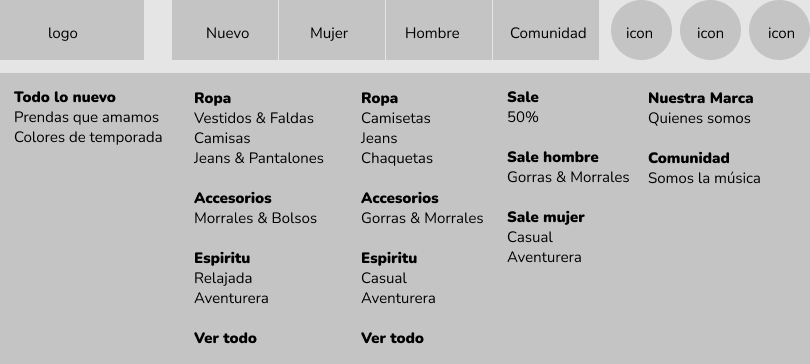 logo
Nuevo
Mujer
Hombre
Comunidad
icon
icon
icon
Todo lo nuevo
Prendas que amamos
Colores de temporada
Ropa
Vestidos & Faldas
Camisas
Jeans & Pantalones
Accesorios
Morrales & Bolsos
Espiritu
Relajada
Aventurera
Ver todo
Ropa
Camisetas
Jeans
Chaquetas
Accesorios
Gorras & Morrales
Espiritu
Casual
Aventurera
Ver todo
Sale
50%
Sale hombre
Gorras & Morrales
Sale mujer
Casual
Aventurera
Nuestra Marca
Quienes somos
Comunidad
Somos la música